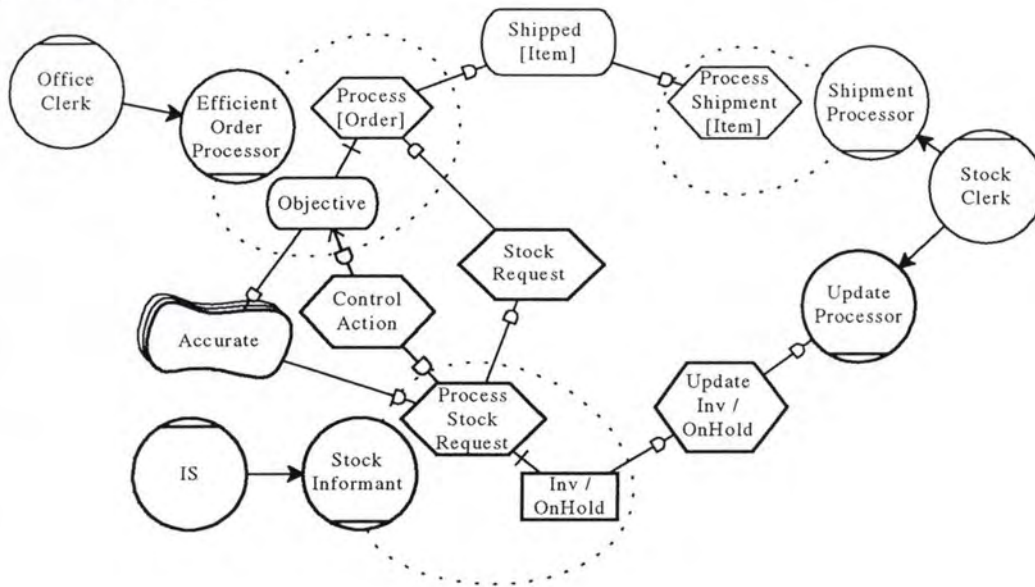 Shipped
[Item]
Office
Clerk
Efficient
Order
Processor
Process
[Order]
Process
Shipment
[Item]
Shipment
Processor
Stock
Clerk
Objective
Stock
Request
Control
Action
Update
Processor
Accurate
Process
Stock
Request
Update
Inv /
OnHold
IS
Stock
Informant
Inv /
OnHold